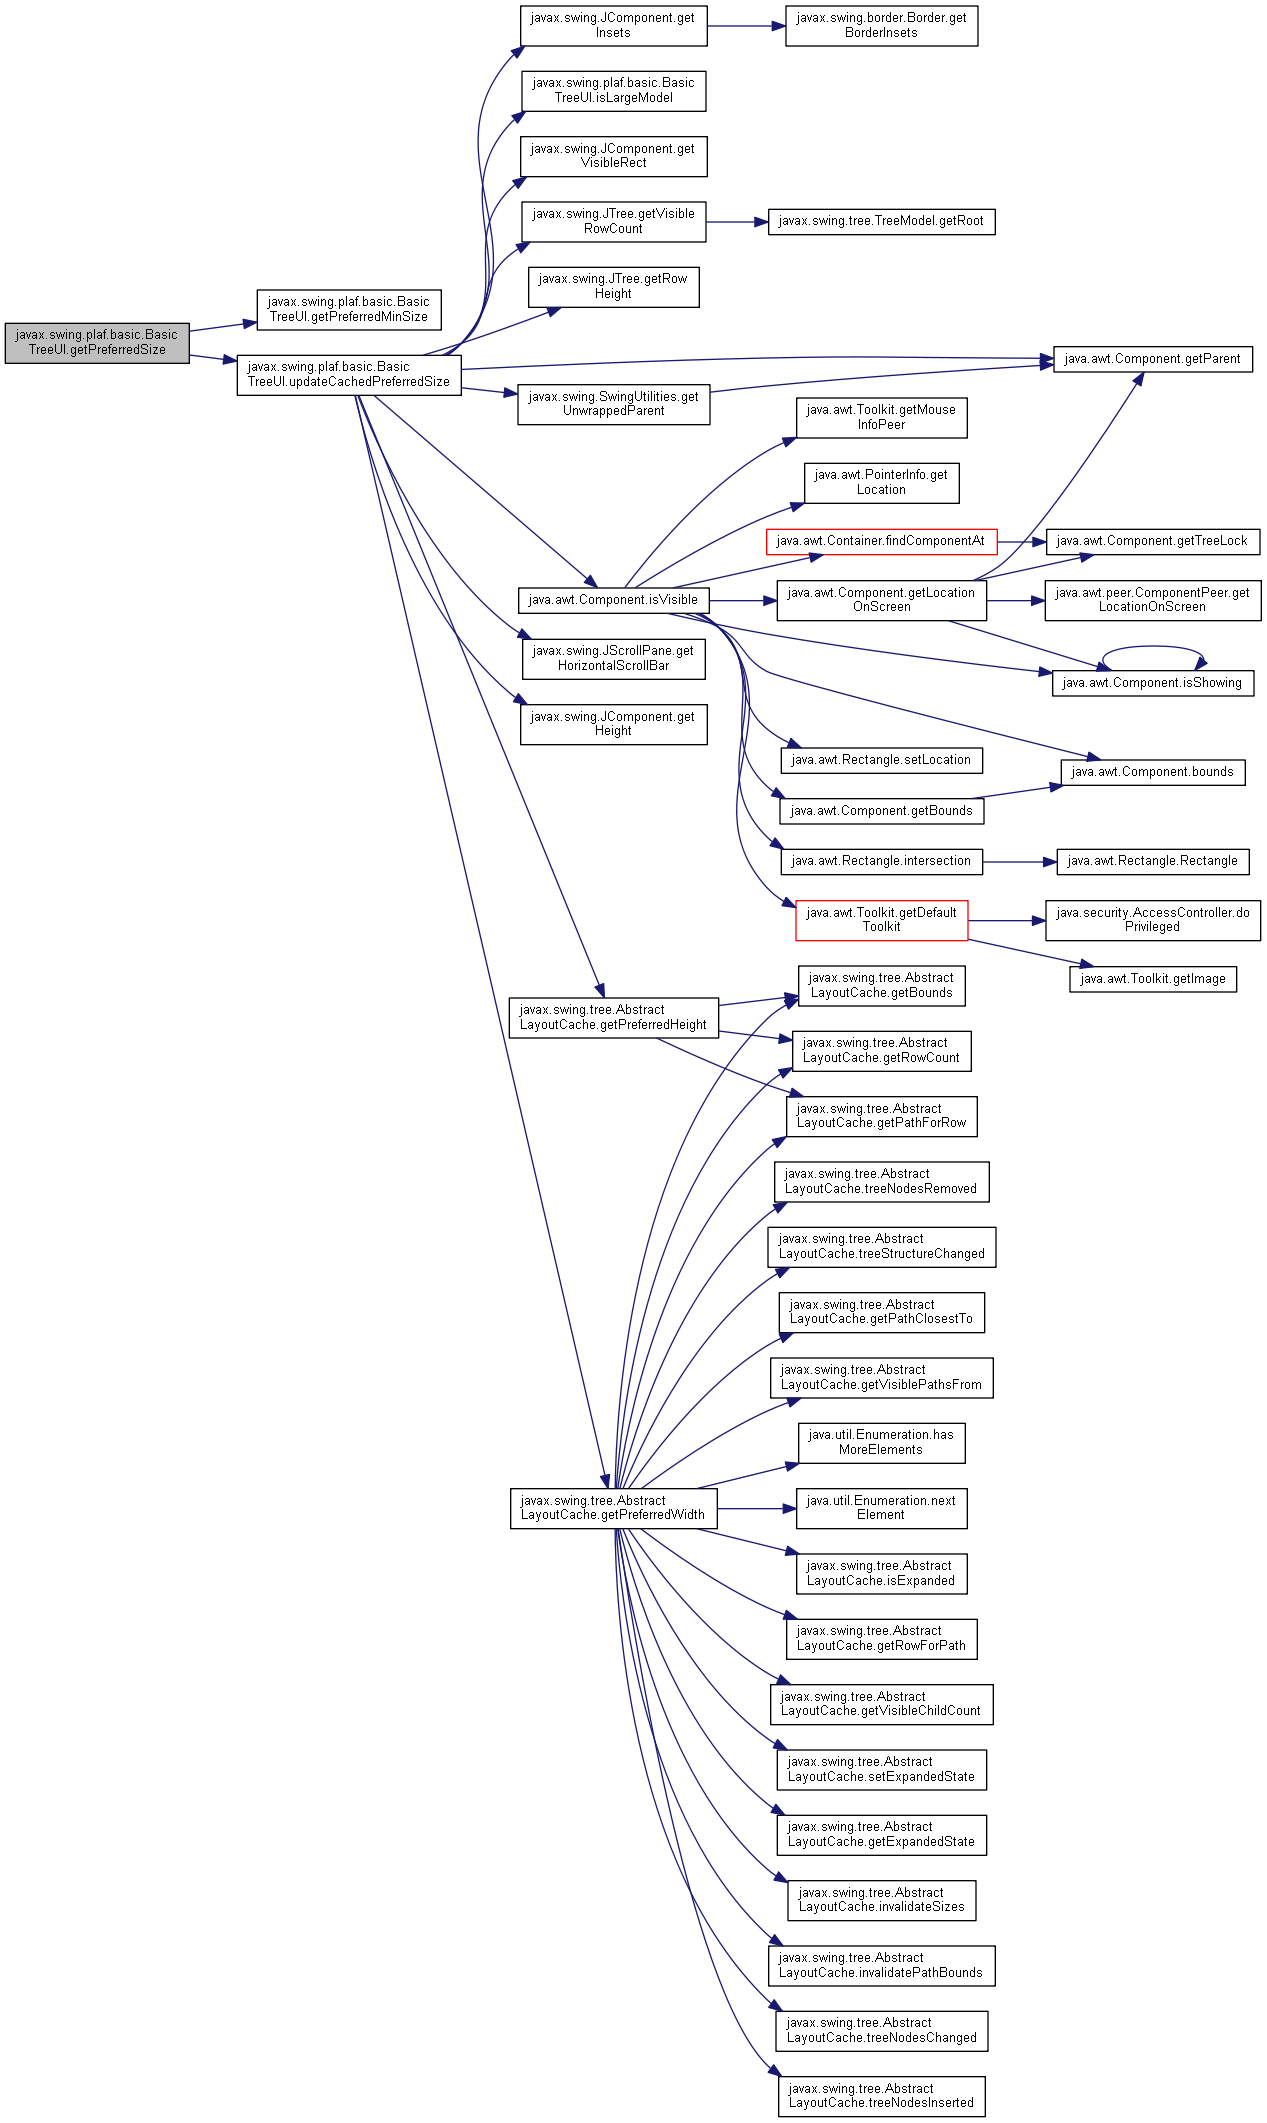 javax.swing.JComponent.get
Insets
javax.swing.border.Border.get
BorderInsets
javax.swing.plaf.basic.Basic
TreeUI.isLargeModel
javax.swing.JComponent.get
VisibleRect
javax.swing.JTree.getVisible
RowCount
javax.swing.tree.TreeModel.getRoot
javax.swing.JTree.getRow
Height
javax.swing.plaf.basic.Basic
TreeUI.getPreferredMinSize
javax.swing.plaf.basic.Basic
TreeUI.getPreferredSize
javax.swing.plaf.basic.Basic
TreeUI.updateCachedPreferredSize
java.awt.Component.getParent
javax.swing.SwingUtilities.get
UnwrappedParent
java.awt.Toolkit.getMouse
InfoPeer
java.awt.PointerInfo.get
Location
java.awt.Container.findComponentAt
java.awt.Component.getTreeLock
java.awt.Component.isVisible
java.awt.Component.getLocation
OnScreen
java.awt.peer.ComponentPeer.get
LocationOnScreen
javax.swing.JScrollPane.get
HorizontalScrollBar
java.awt.Component.isShowing
javax.swing.JComponent.get
Height
java.awt.Rectangle.setLocation
java.awt.Component.bounds
java.awt.Component.getBounds
java.awt.Rectangle.intersection
java.awt.Rectangle.Rectangle
java.awt.Toolkit.getDefault
Toolkit
java.security.AccessController.do
Privileged
java.awt.Toolkit.getImage
javax.swing.tree.Abstract
LayoutCache.getBounds
javax.swing.tree.Abstract
LayoutCache.getPreferredHeight
javax.swing.tree.Abstract
LayoutCache.getRowCount
javax.swing.tree.Abstract
LayoutCache.getPathForRow
javax.swing.tree.Abstract
LayoutCache.treeNodesRemoved
javax.swing.tree.Abstract
LayoutCache.treeStructureChanged
javax.swing.tree.Abstract
LayoutCache.getPathClosestTo
javax.swing.tree.Abstract
LayoutCache.getVisiblePathsFrom
java.util.Enumeration.has
MoreElements
javax.swing.tree.Abstract
LayoutCache.getPreferredWidth
java.util.Enumeration.next
Element
javax.swing.tree.Abstract
LayoutCache.isExpanded
javax.swing.tree.Abstract
LayoutCache.getRowForPath
javax.swing.tree.Abstract
LayoutCache.getVisibleChildCount
javax.swing.tree.Abstract
LayoutCache.setExpandedState
javax.swing.tree.Abstract
LayoutCache.getExpandedState
javax.swing.tree.Abstract
LayoutCache.invalidateSizes
javax.swing.tree.Abstract
LayoutCache.invalidatePathBounds
javax.swing.tree.Abstract
LayoutCache.treeNodesChanged
javax.swing.tree.Abstract
LayoutCache.treeNodesInserted